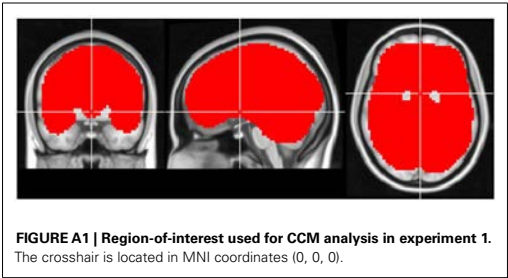 FIGURE A1 | Region-of-interest used for CCM analysis in experiment 1.
The crosshair is located in MNI coordinates (0, 0, 0).